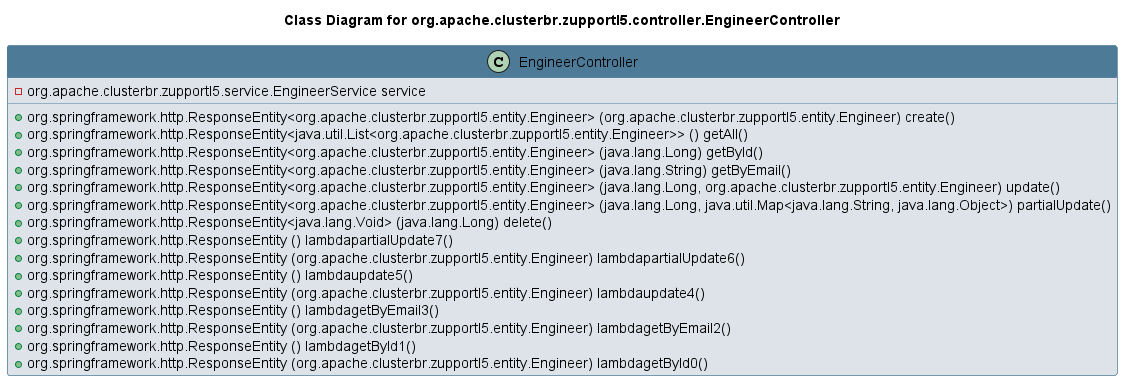 Class Diagram for org.apache.clusterbr.zupportl5.controller.EngineerController
C EngineerController
org.apache.clusterbr.zupportl5.service.EngineerService service
org.springframework.http.ResponseEntity<org.apache.clusterbr.zupportl5.entity.Engineer> (org.apache.clusterbr.zupportl5.entity.Engineer) create()
org.springframework.http.ResponseEntity<java.util.List<org.apache.clusterbr.zupportl5.entity.Engineer>> () getAll()
org.springframework.http.ResponseEntity<org.apache.clusterbr.zupportl5.entity.Engineer> (java.lang.Long) getById()
org.springframework.http.ResponseEntity<org.apache.clusterbr.zupportl5.entity.Engineer> (java.lang.String) getByEmail()
org.springframework.http.ResponseEntity<org.apache.clusterbr.zupportl5.entity.Engineer> (java.lang.Long, org.apache.clusterbr.zupportl5.entity.Engineer) update()
org.springframework.http.ResponseEntity<org.apache.clusterbr.zupportl5.entity.Engineer> (java.lang.Long, java.util.Map<java.lang.String, java.lang.Object>) partialUpdate()
org.springframework.http.ResponseEntity<java.lang.Void> (java.lang.Long) delete()
org.springframework.http.ResponseEntity () lambdapartialUpdate7()
org.springframework.http.ResponseEntity (org.apache.clusterbr.zupportl5.entity.Engineer) lambdapartialUpdate6()
org.springframework.http.ResponseEntity () lambdaupdate5()
org.springframework.http.ResponseEntity (org.apache.clusterbr.zupportl5.entity.Engineer) lambdaupdate4()
org.springframework.http.ResponseEntity () lambdagetByEmail3()
org.springframework.http.ResponseEntity (org.apache.clusterbr.zupportl5.entity.Engineer) lambdagetByEmail2()
org.springframework.http.ResponseEntity () lambdagetById1()
org.springframework.http.ResponseEntity (org.apache.clusterbr.zupportl5.entity.Engineer) lambdagetById0()